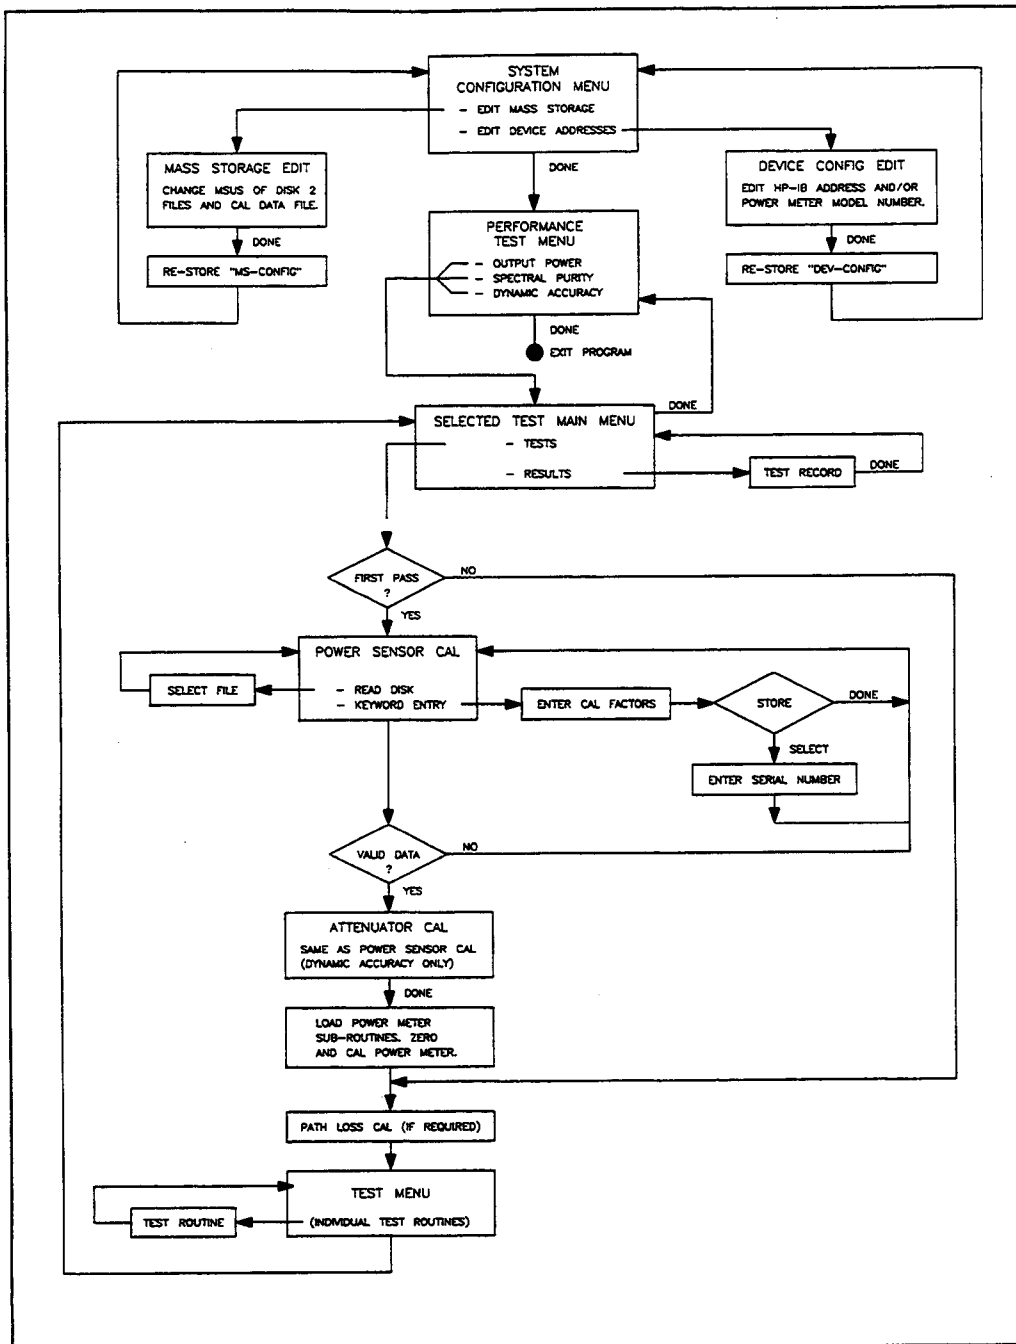 SYSTEM
CONFIGURATION MENU
- EDIT MASS STORAGE
- EDIT DEVICE ADDRESSES
MASS STORAGE EDIT
CHANGE MSUS OF DISK 2
FILES AND CAL DATA FILE.
DONE
RE-STORE "MS-CONFIG"
DONE
DEVICE CONFIG EDIT
EDIT HP-IB ADDRESS AND/OR
POWER METER MODEL NUMBER.
DONE
RE-STORE "DEV-CONFIG"
PERFORMANCE
TEST MENU
- OUTPUT POWER
- SPECTRAL PURITY
- DYNAMIC ACCURACY
DONE
EXIT PROGRAM
SELECTED TEST MAIN MENU
- TESTS
- RESULTS
DONE
TEST RECORD
DONE
FIRST PASS
?
NO
YES
POWER SENSOR CAL
- READ DISK
- KEYWORD ENTRY
SELECT FILE
ENTER CAL FACTORS
STORE
DONE
SELECT
ENTER SERIAL NUMBER
VALID DATA
?
NO
YES
ATTENUATOR CAL
SAME AS POWER SENSOR CAL
(DYNAMIC ACCURACY ONLY)
DONE
LOAD POWER METER
SUB-ROUTINES. ZERO
AND CAL POWER METER.
PATH LOSS CAL (IF REQUIRED)
TEST MENU
(INDIVIDUAL TEST ROUTINES)
TEST ROUTINE